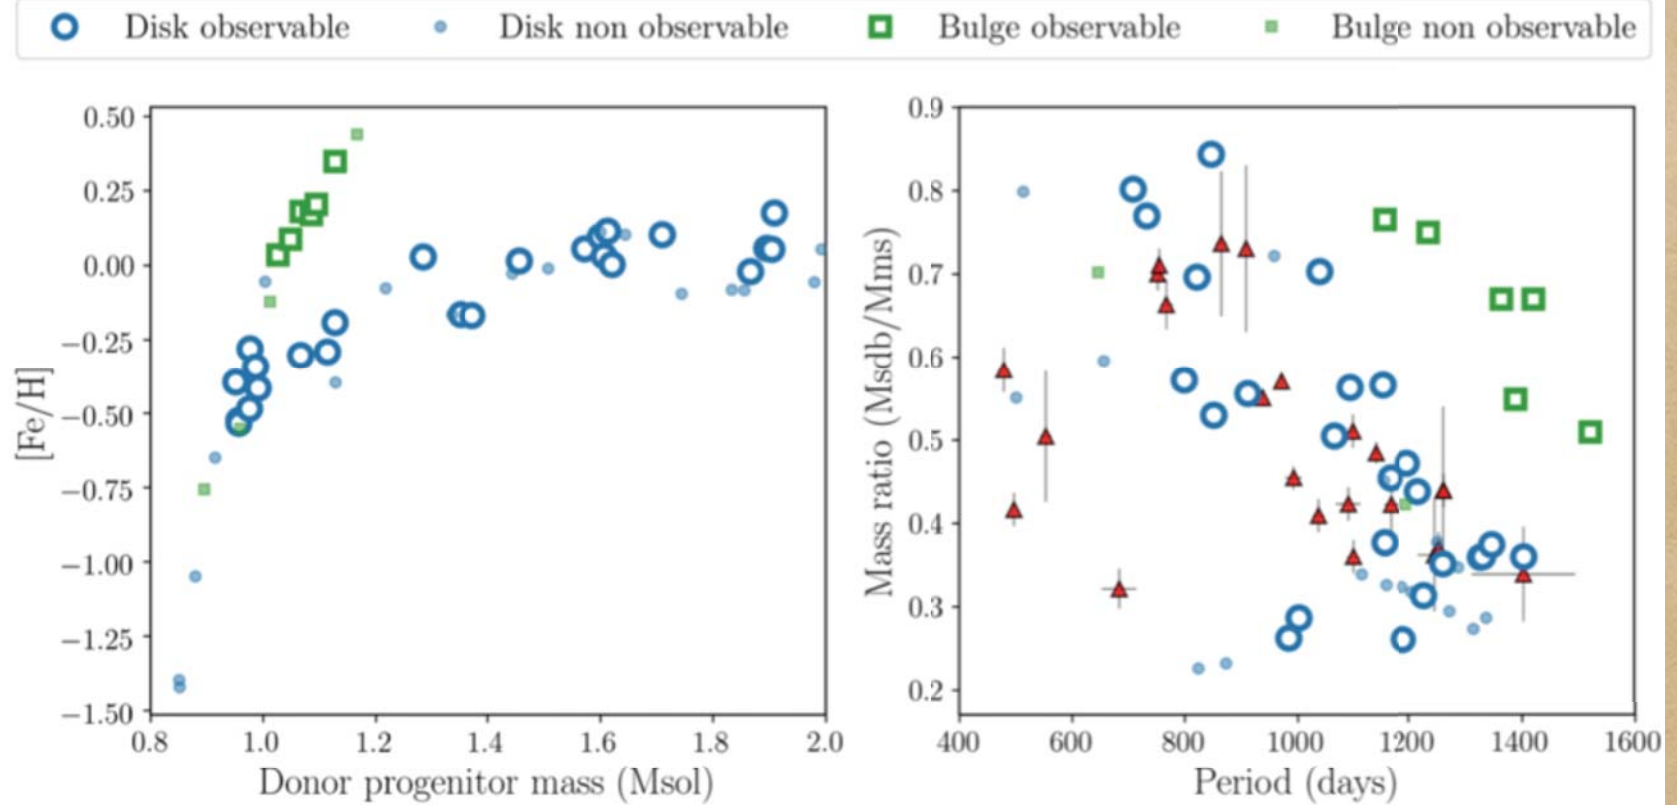 Disk observable Disk non observable Bulge observable Bulge non observable
0.50
0.25
0.00
−0.25
−0.50
−0.75
−1.00
−1.25
−1.50
[Fe/H]
0.8 1.0 1.2 1.4 1.6 1.8 2.0
Donor progenitor mass (Msol)
0.9
0.8
0.7
0.6
0.5
0.4
0.3
0.2
Mass ratio (Msdb/Mms)
400 600 800 1000 1200 1400 1600
Period (days)